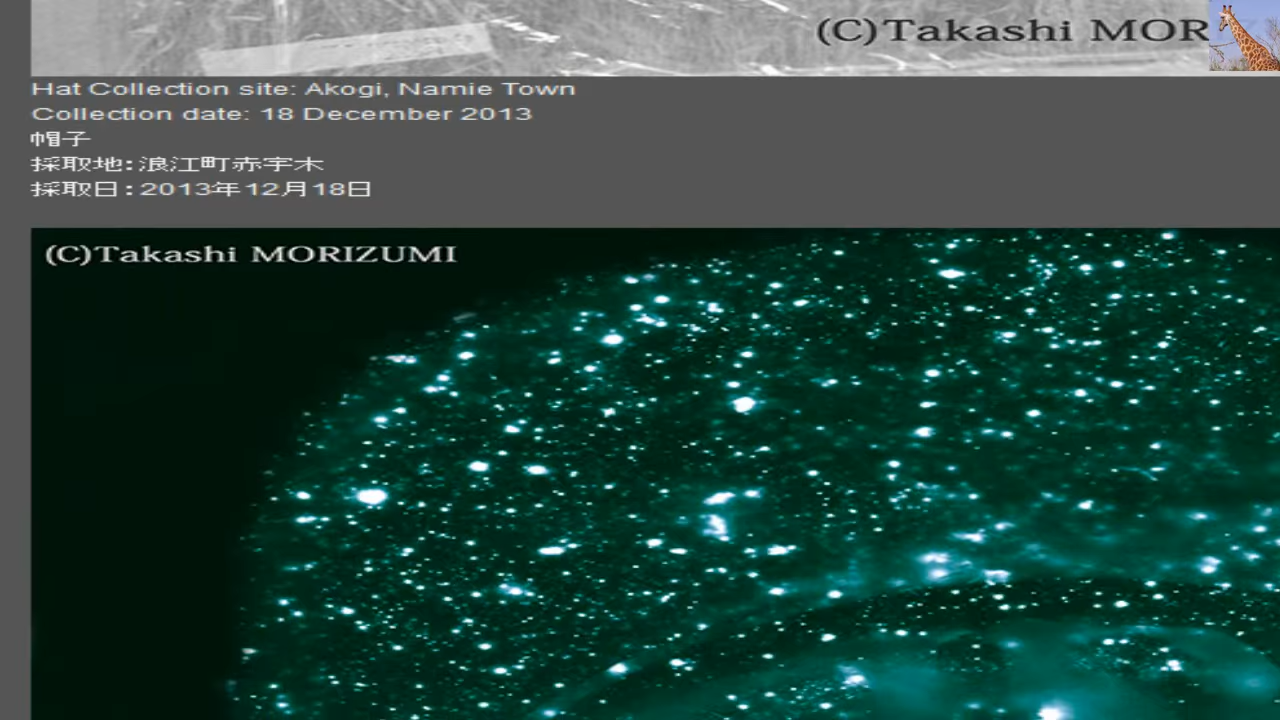 (C)Takashi MOR
Hat Collection site: Akogi, Namie Town
Collection date: 18 December 2013
帽子
採取地:浪江町赤宇木
採取日:2013年12月18日
(C)Takashi MORIZUMI